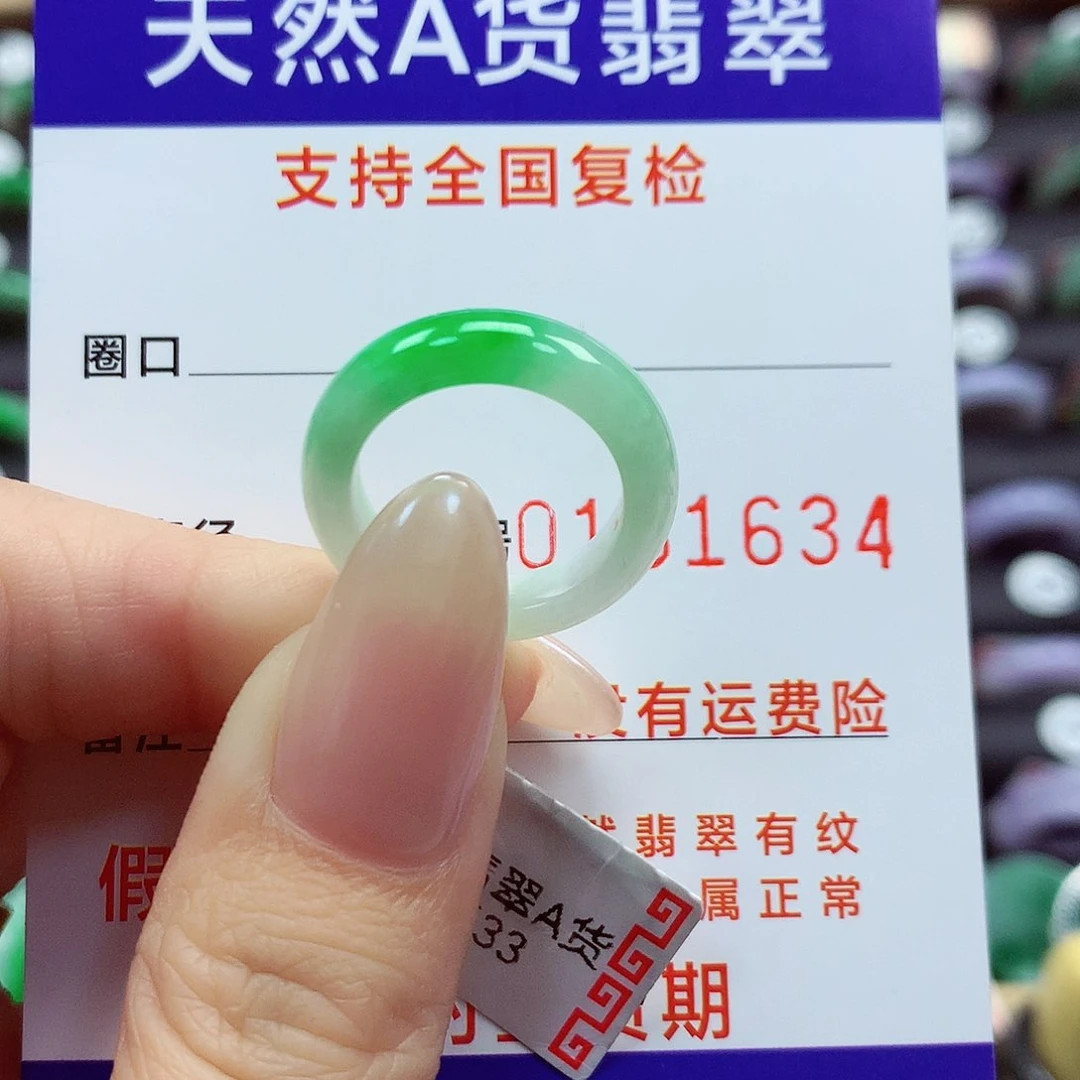 天然A货翡翠
支持全国复检
圈口
01 1634
有运费险
翡翠有纹
假
属正常
翠A货
33
期